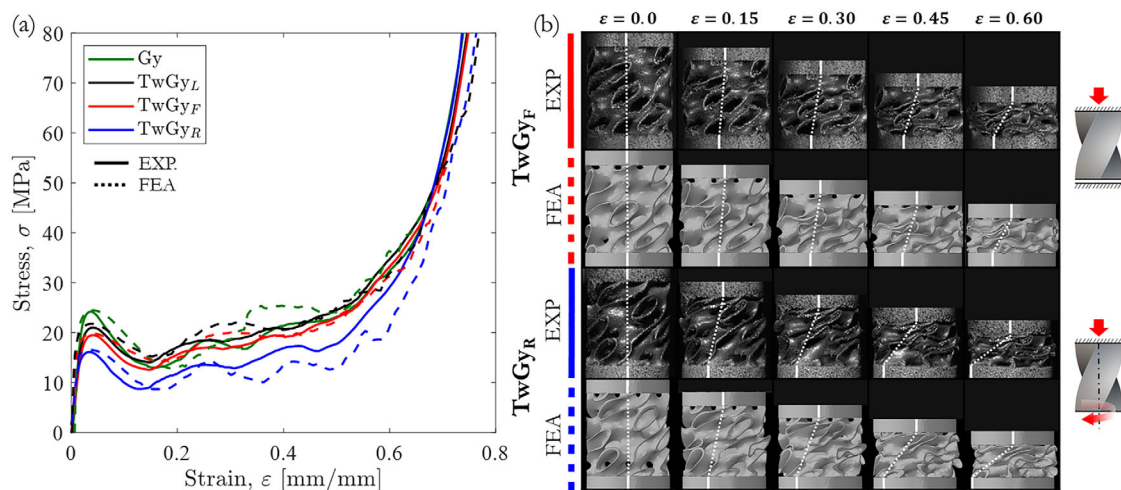 (a)
80
70
60
50
40
30
20
10
0
0
0.2
0.4
0.6
0.8
Stress, σ [MPa]
Strain, ε [mm/mm]
Gy
TwGy_L
TwGy_F
TwGy_R
EXP.
FEA
(b)
ε = 0.0 ε = 0.15 ε = 0.30 ε = 0.45 ε = 0.60
TwGy_F
EXP
FEA
TwGy_R
EXP
FEA